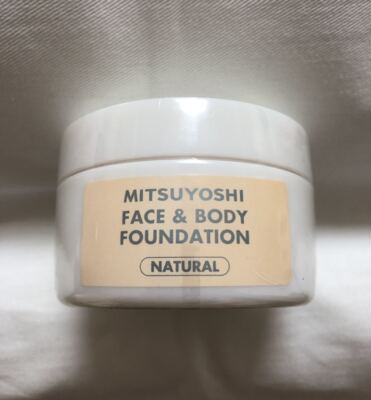 MITSUYOSHI
FACE & BODY
FOUNDATION
NATURAL